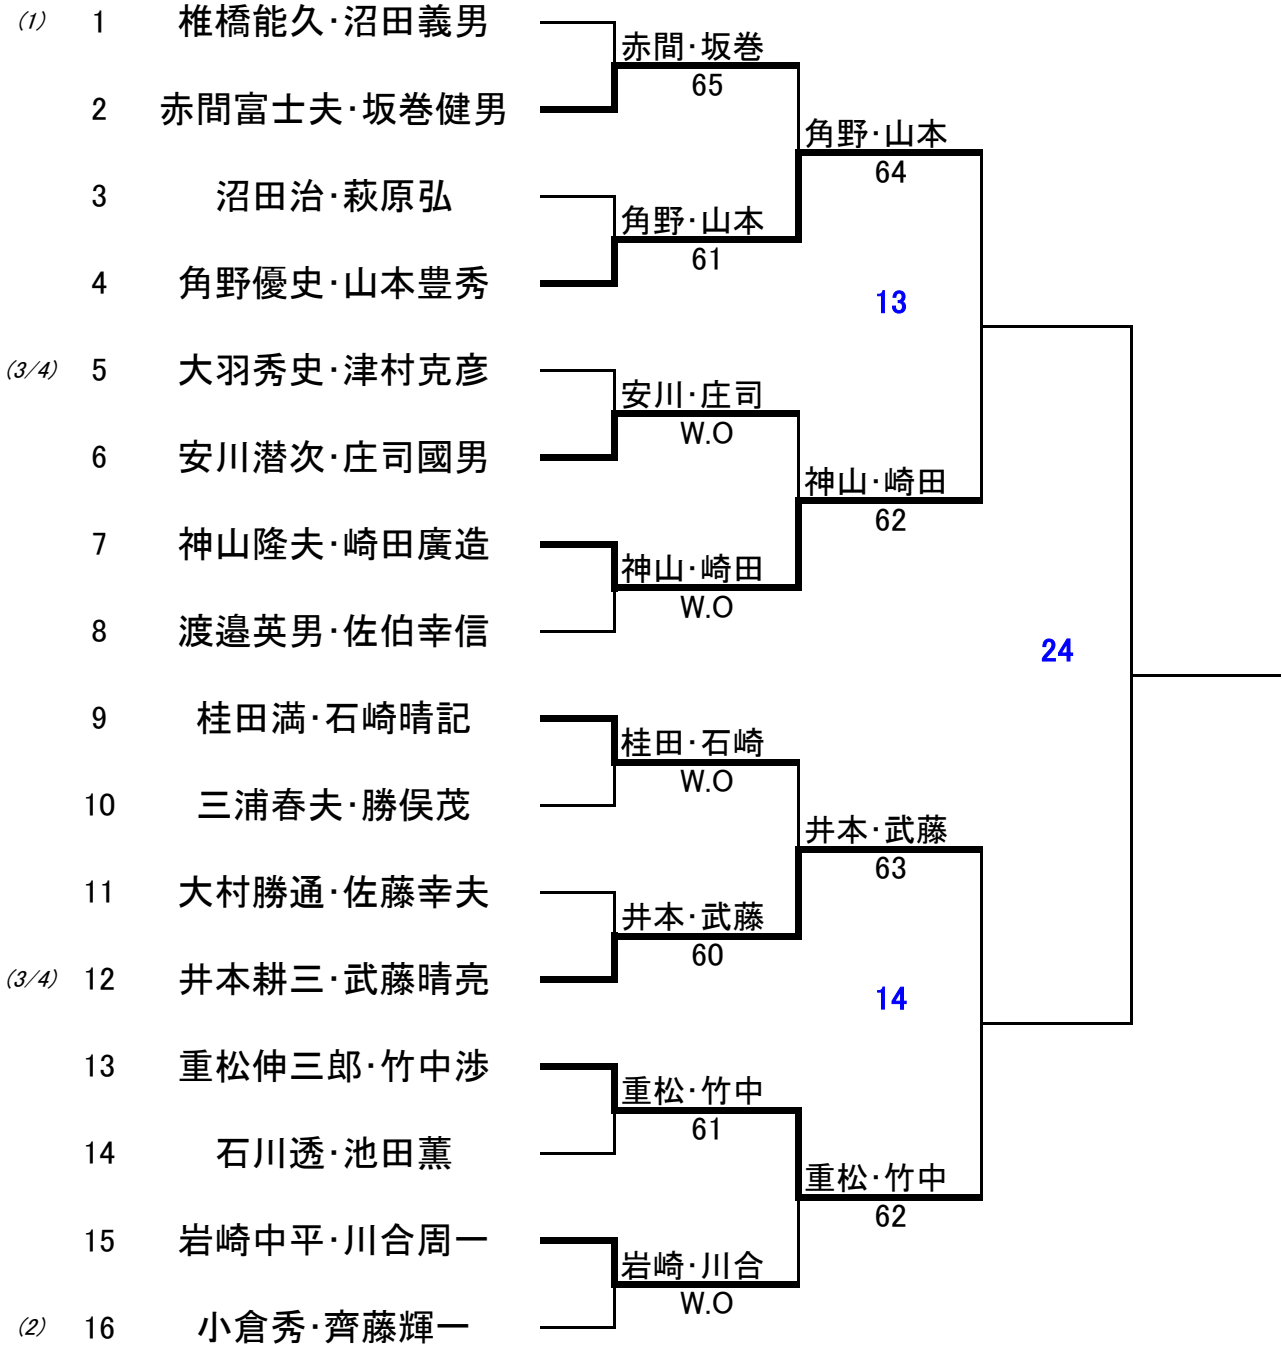 (1) 1 椎橋能久・沼田義男
赤間・坂巻
65
2 赤間富士夫・坂巻健男
角野・山本
64
3 沼田治・萩原弘
角野・山本
61
4 角野優史・山本豊秀
13
(3/4) 5 大羽秀史・津村克彦
安川・庄司
W.O
6 安川潜次・庄司國男
神山・崎田
62
7 神山隆夫・崎田廣造
神山・崎田
W.O
8 渡邉英男・佐伯幸信
24
9 桂田満・石崎晴記
桂田・石崎
W.O
10 三浦春夫・勝俣茂
井本・武藤
63
11 大村勝通・佐藤幸夫
井本・武藤
60
(3/4) 12 井本耕三・武藤晴亮
14
13 重松伸三郎・竹中渉
重松・竹中
61
14 石川透・池田薫
重松・竹中
62
15 岩崎中平・川合周一
岩崎・川合
W.O
(2) 16 小倉秀・齊藤輝一